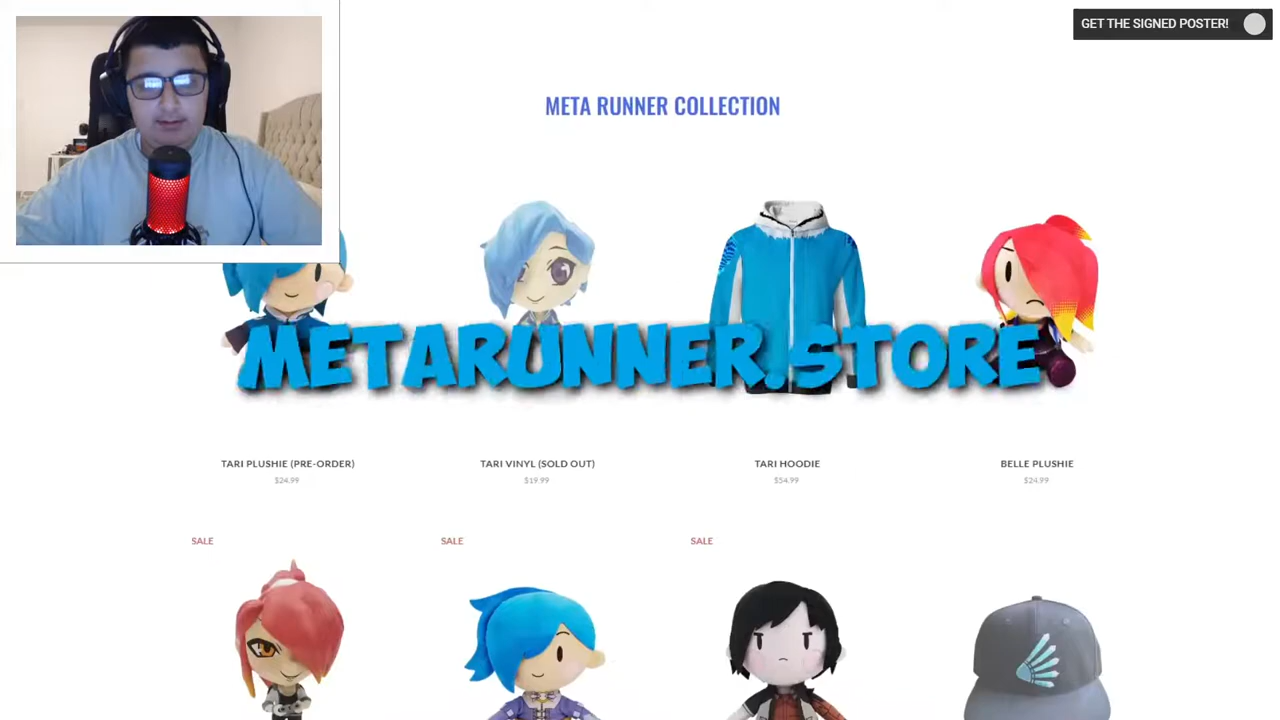 GET THE SIGNED POSTER!
META RUNNER COLLECTION
METARUNNER.STORE
TARI PLUSHIE (PRE-ORDER)
$24.99
TARI VINYL (SOLD OUT)
$19.99
TARI HOODIE
$54.99
BELLE PLUSHIE
$24.99
SALE
SALE
SALE